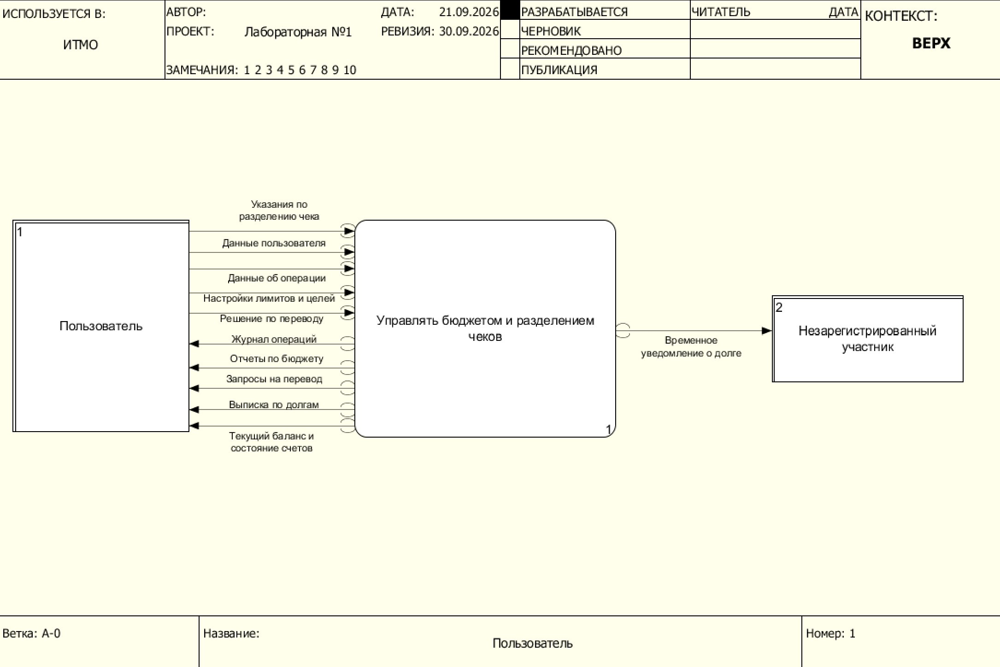 ИСПОЛЬЗУЕТСЯ В:
ИТМО
АВТОР:
ДАТА: 21.09.2026
ПРОЕКТ: Лабораторная №1
РЕВИЗИЯ: 30.09.2026
ЗАМЕЧАНИЯ: 1 2 3 4 5 6 7 8 9 10
РАЗРАБАТЫВАЕТСЯ
ЧЕРНОВИК
РЕКОМЕНДОВАНО
ПУБЛИКАЦИЯ
ЧИТАТЕЛЬ ДАТА
КОНТЕКСТ:
ВЕРХ
1
Пользователь
Указания по
разделению чека
Данные пользователя
Данные об операции
Настройки лимитов и целей
Решение по переводу
Журнал операций
Отчеты по бюджету
Запросы на перевод
Выписка по долгам
Текущий баланс и
состояние счетов
Управлять бюджетом и разделением
чеков
1
Временное
уведомление о долге
2
Незарегистрированный
участник
Ветка: A-0
Название:
Пользователь
Номер: 1